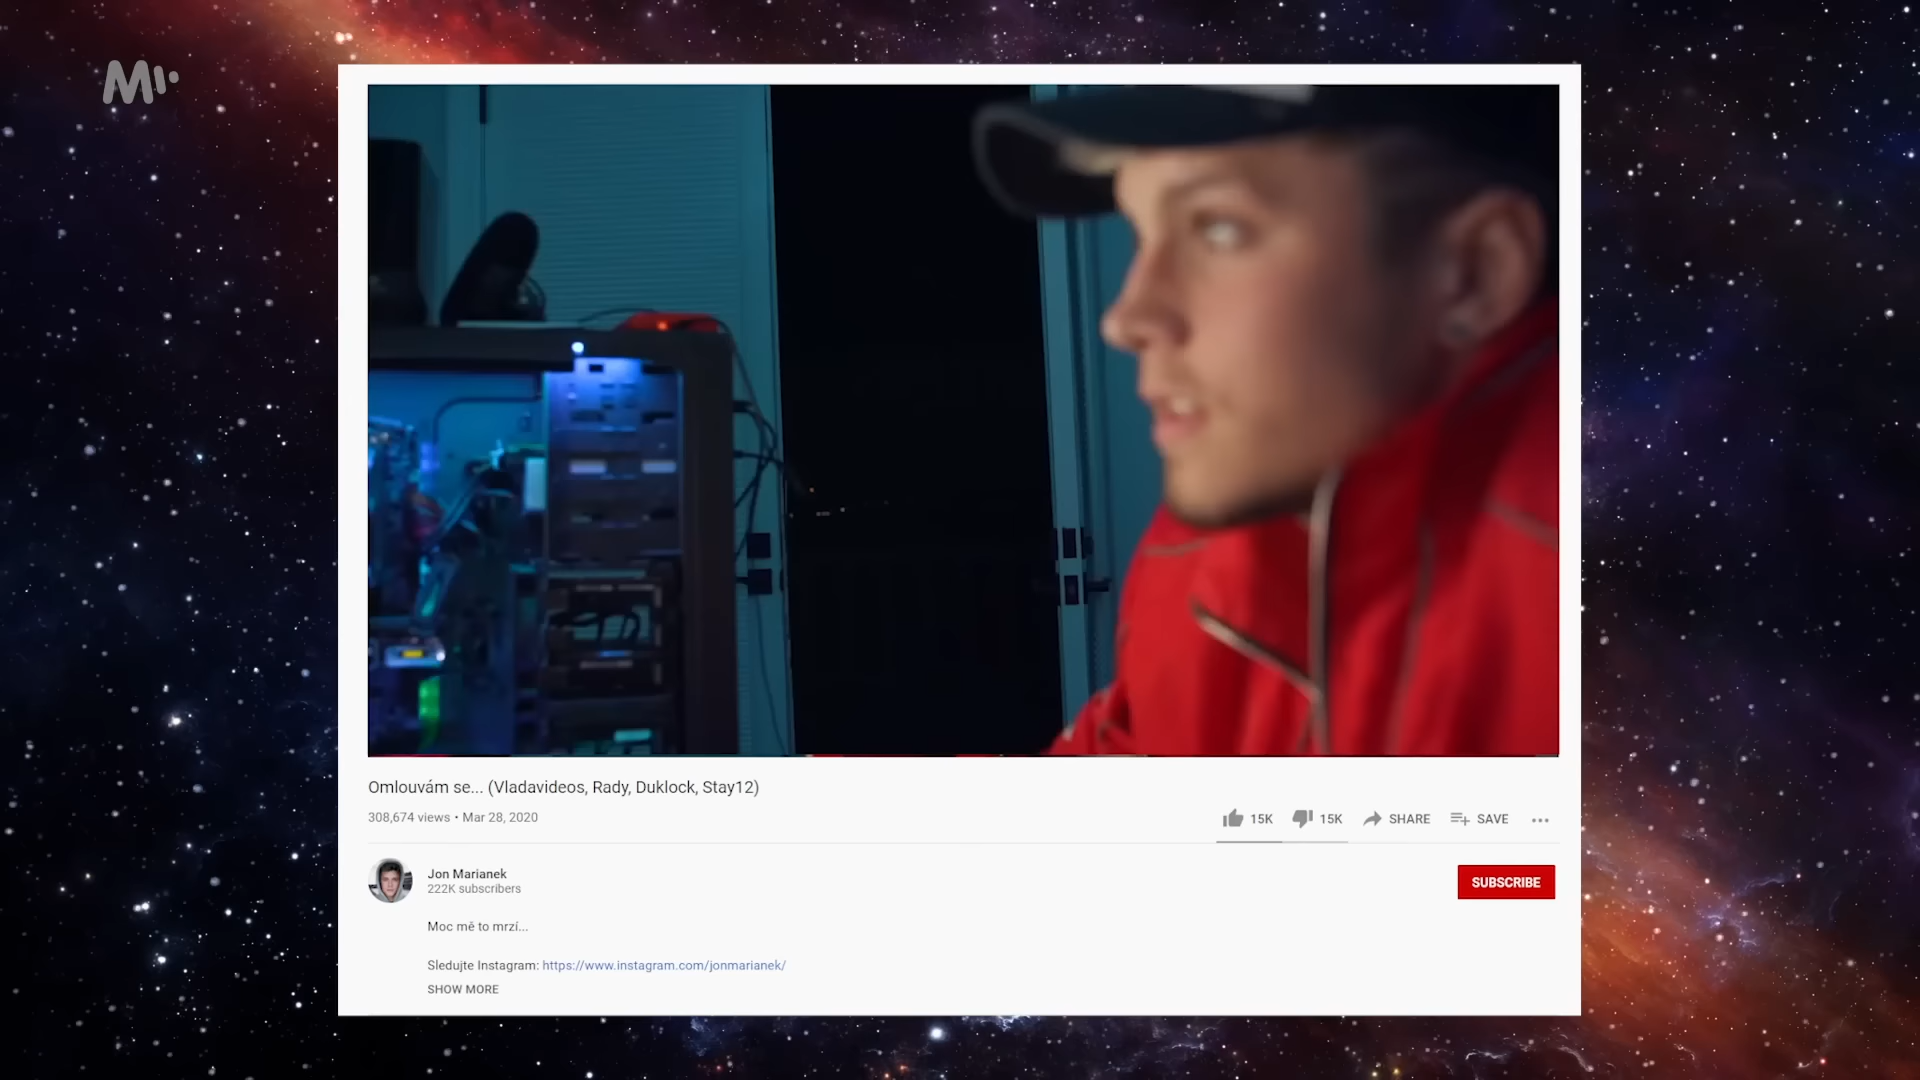 Omlouvám se... (Vladavideos, Rady, Duklock, Stay12)
308,674 views • Mar 28, 2020
15K 15K SHARE SAVE
Jon Marianek
222K subscribers
SUBSCRIBE
Moc mě to mrzí...
Sledujte Instagram: https://www.instagram.com/jonmarianek/
SHOW MORE